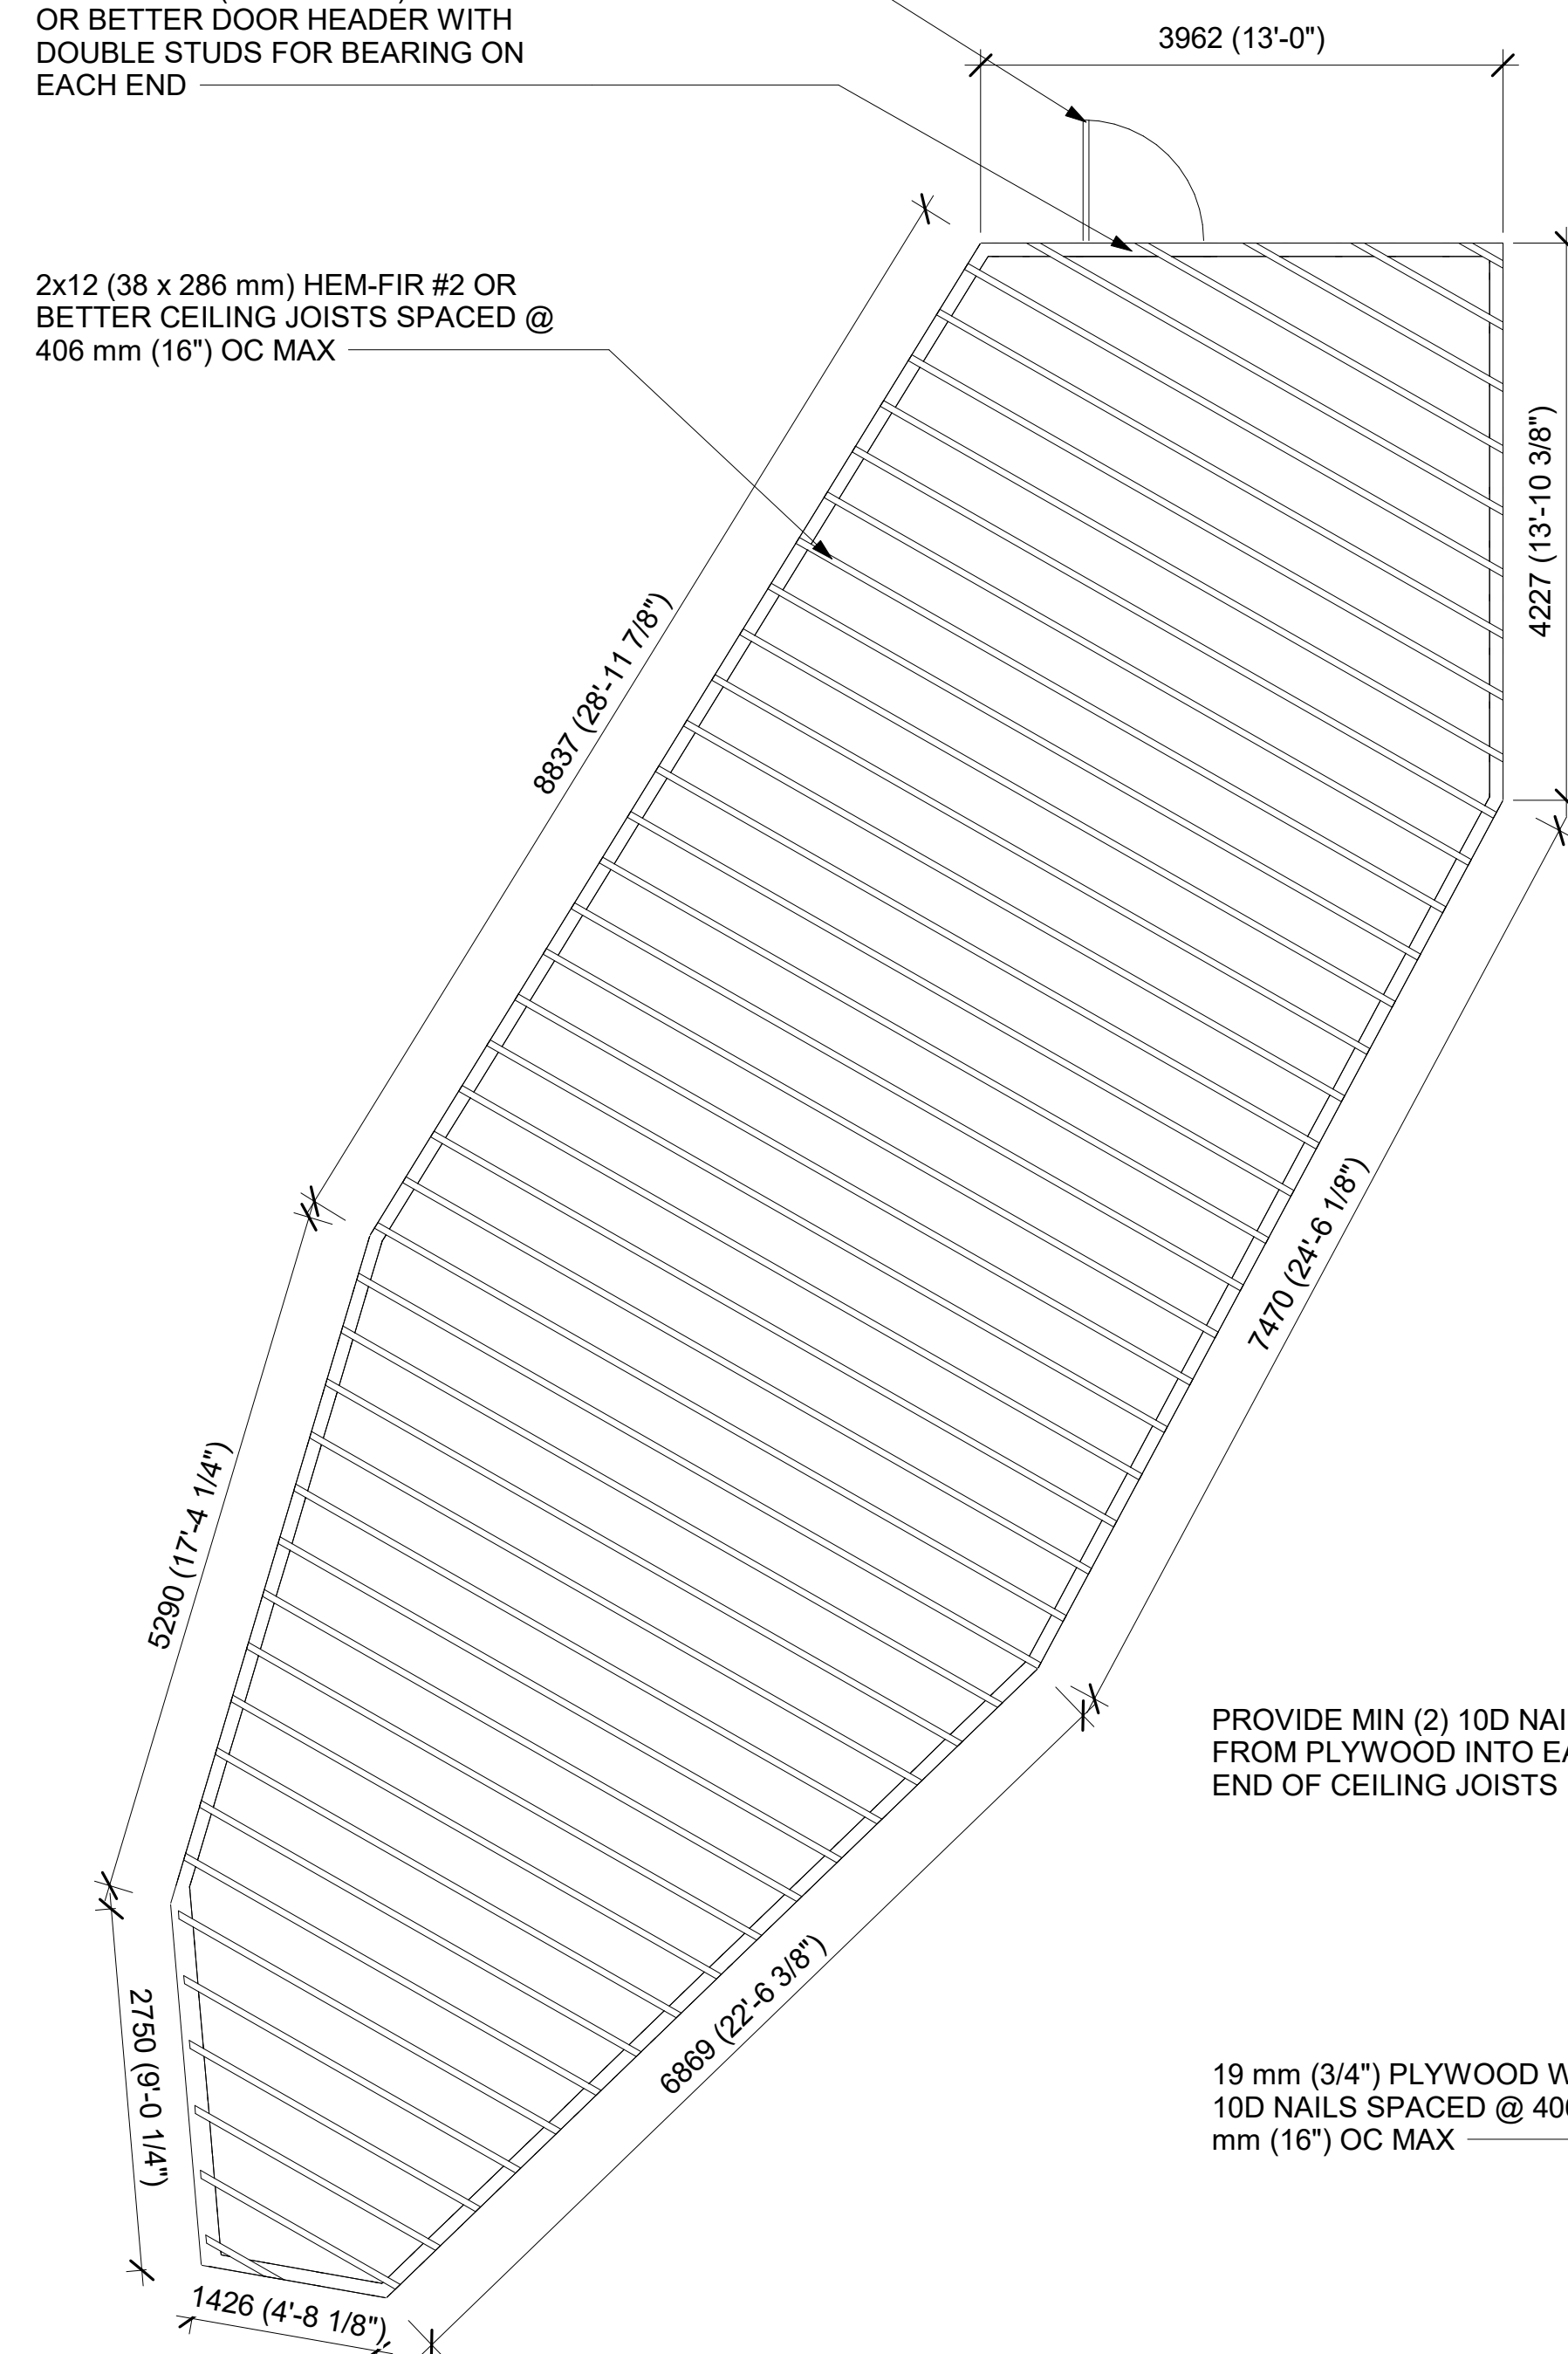 OR BETTER DOOR HEADER WITH
DOUBLE STUDS FOR BEARING ON
EACH END
3962 (13'-0")
2x12 (38 x 286 mm) HEM-FIR #2 OR
BETTER CEILING JOISTS SPACED @
406 mm (16") OC MAX
4227 (13'-10 3/8")
8837 (28'-11 7/8")
7470 (24'-6 1/8")
5290 (17'-4 1/4")
PROVIDE MIN (2) 10D
FROM PLYWOOD INTO
END OF CEILING JOISTS
6869 (22'-6 3/8")
2750 (9'-0 1/4")
19 mm (3/4") PLYWOOD
10D NAILS SPACED @
mm (16") OC MAX
1426 (4'-8 1/8")